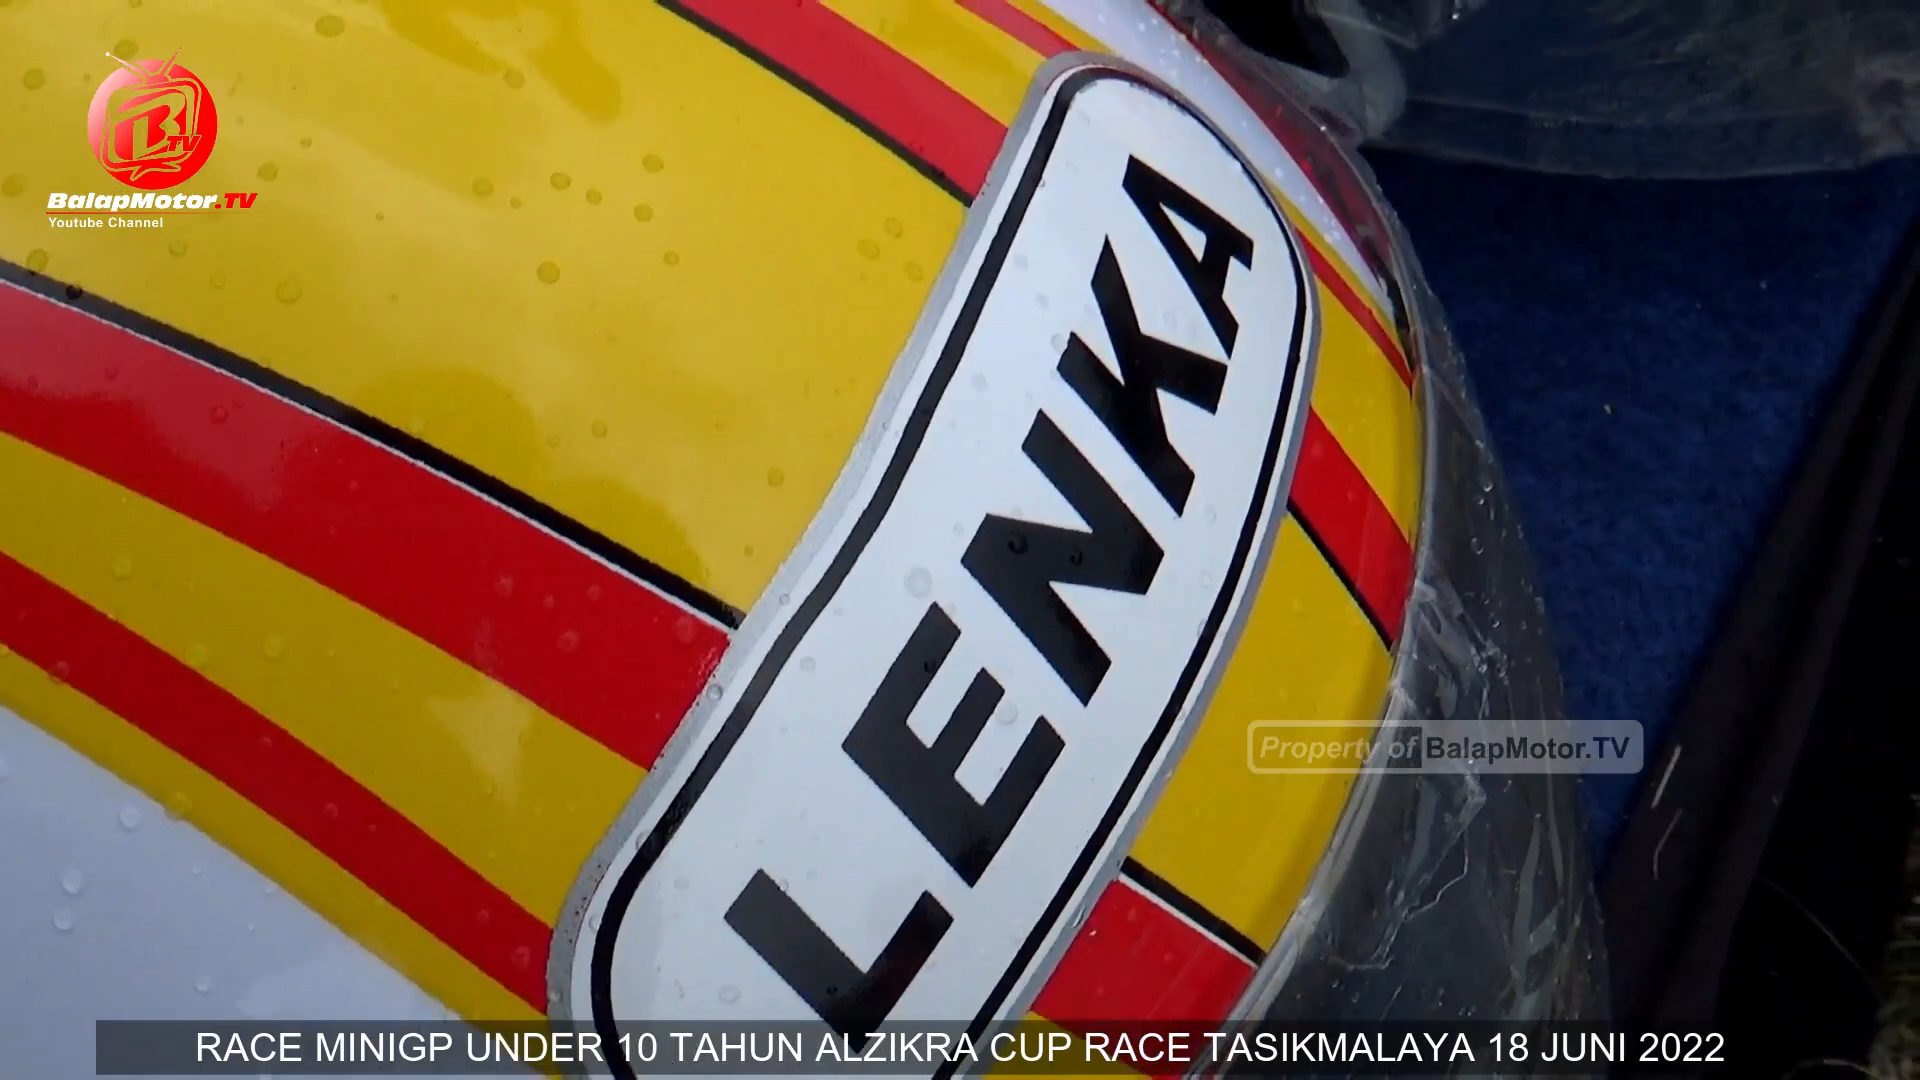 B
TV
BalapMotor.TV
Youtube Channel
LENKA
Property of BalapMotor.TV
RACE MINIGP UNDER 10 TAHUN ALZIKRA CUP RACE TASIKMALAYA 18 JUNI 2022